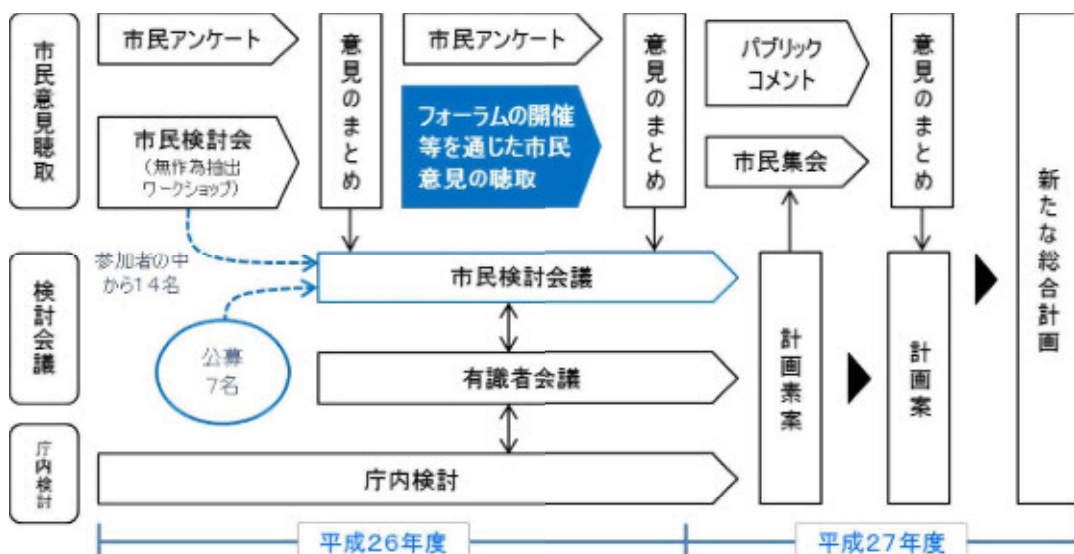 市民意見聴取
市民アンケート
市民検討会
(無作為抽出
ワークショップ)
意見のまとめ
市民アンケート
フォーラムの開催
等を通じた市民
意見の聴取
意見のまとめ
パブリック
コメント
市民集会
意見のまとめ
新たな総合計画
検討会議
参加者の中
から14名
公募
7名
市民検討会議
有識者会議
計画素案
計画案
庁内検討
庁内検討
平成26年度
平成27年度